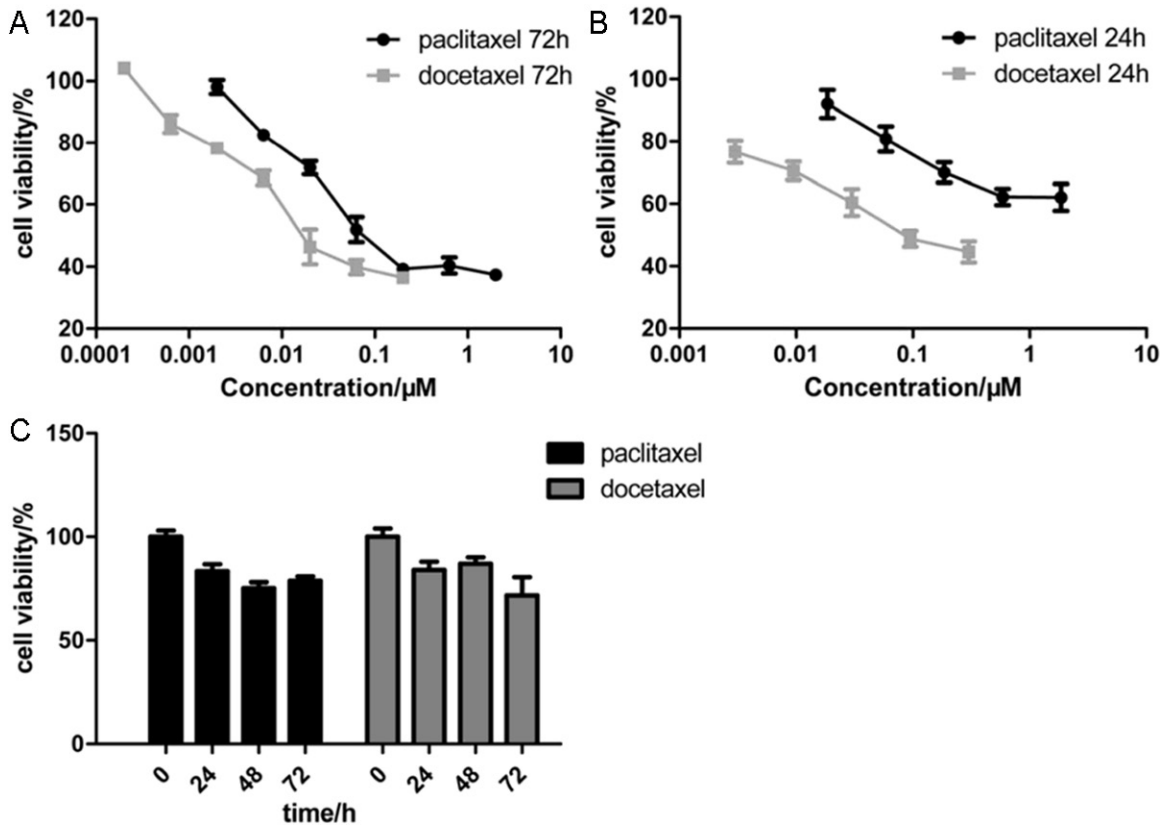 A
120
100
80
60
40
20
cell viability/%
paclitaxel 72h
docetaxel 72h
0.0001 0.001 0.01 0.1 1 10
Concentration/µM
B
120
100
80
60
40
20
cell viability/%
paclitaxel 24h
docetaxel 24h
0.001 0.01 0.1 1 10
Concentration/µM
C
150
100
50
0
cell viability/%
paclitaxel
docetaxel
0 24 48 72 0 24 48 72
time/h